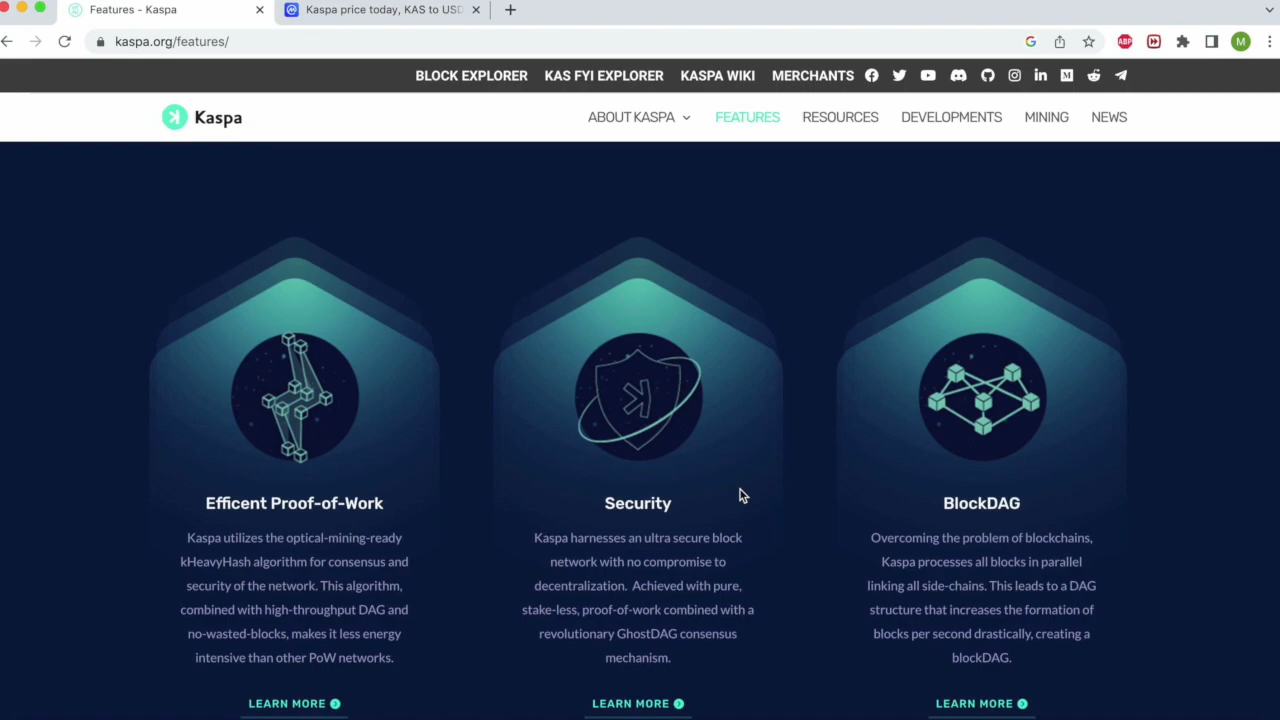 Features - Kaspa
Kaspa price today, KAS to USD
kaspa.org/features/
ABP
M
BLOCK EXPLORER KAS FYI EXPLORER KASPA WIKI MERCHANTS
Kaspa
ABOUT KASPA FEATURES RESOURCES DEVELOPMENTS MINING NEWS
Efficent Proof-of-Work
Kaspa utilizes the optical-mining-ready
kHeavyHash algorithm for consensus and
security of the network. This algorithm,
combined with high-throughput DAG and
no-wasted-blocks, makes it less energy
intensive than other PoW networks.
LEARN MORE
Security
Kaspa harnesses an ultra secure block
network with no compromise to
decentralization. Achieved with pure,
stake-less, proof-of-work combined with a
revolutionary GhostDAG consensus
mechanism.
LEARN MORE
BlockDAG
Overcoming the problem of blockchains,
Kaspa processes all blocks in parallel
linking all side-chains. This leads to a DAG
structure that increases the formation of
blocks per second drastically, creating a
blockDAG.
LEARN MORE